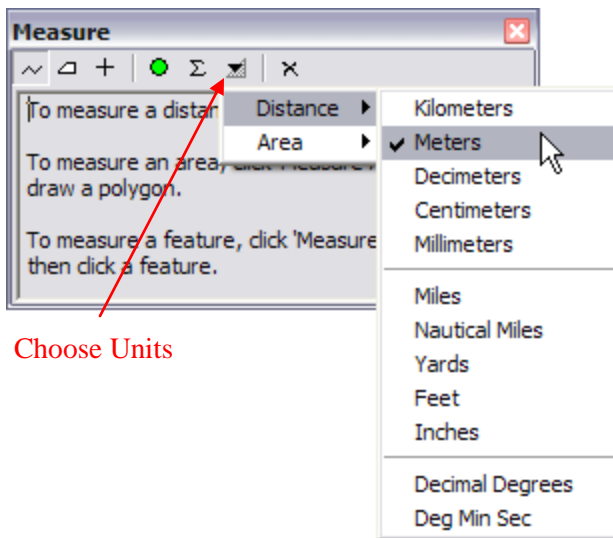 Measure
Σ
To measure a distan
Distance
Area
To measure an area, click 'Measure A
draw a polygon.
To measure a feature, click 'Measure
then click a feature.
Choose Units
Kilometers
Meters
Decimeters
Centimeters
Millimeters
Miles
Nautical Miles
Yards
Feet
Inches
Decimal Degrees
Deg Min Sec